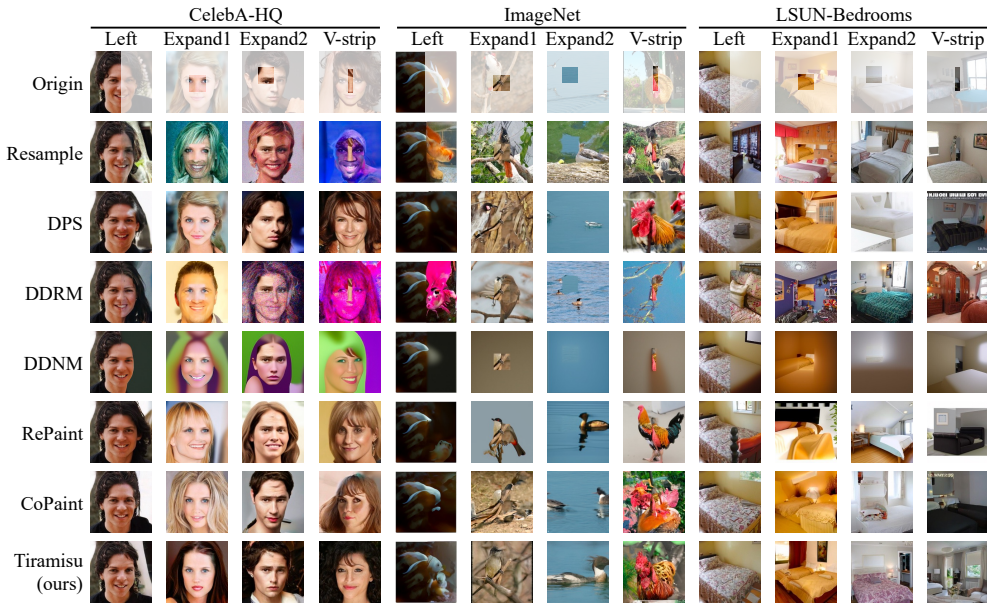 CelebA-HQ ImageNet LSUN-Bedrooms
Left Expand1 Expand2 V-strip Left Expand1 Expand2 V-strip Left Expand1 Expand2 V-strip
Origin
Resample
DPS
DDRM
DDNM
RePaint
CoPaint
Tiramisu
(ours)